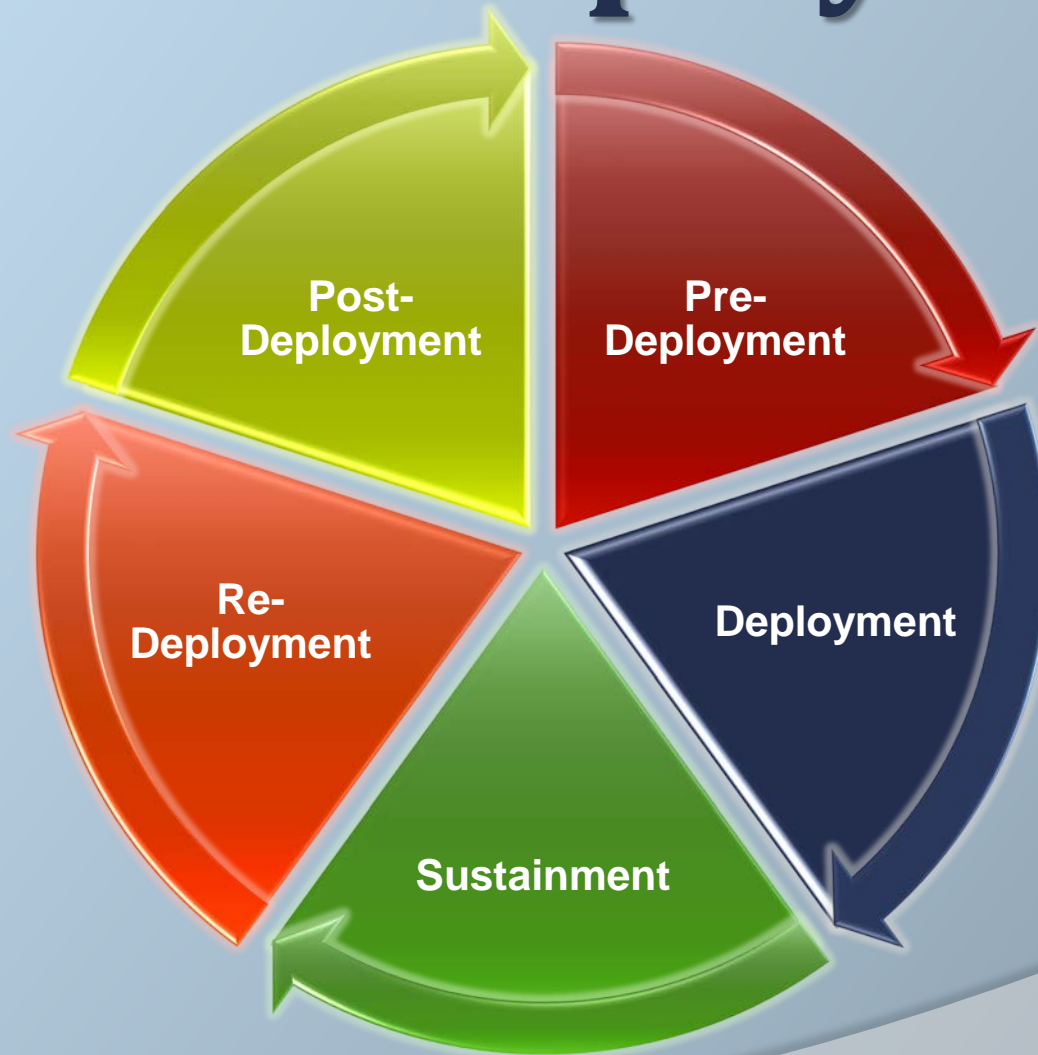 Pre-
Deployment
Deployment
Sustainment
Re-
Deployment
Post-
Deployment